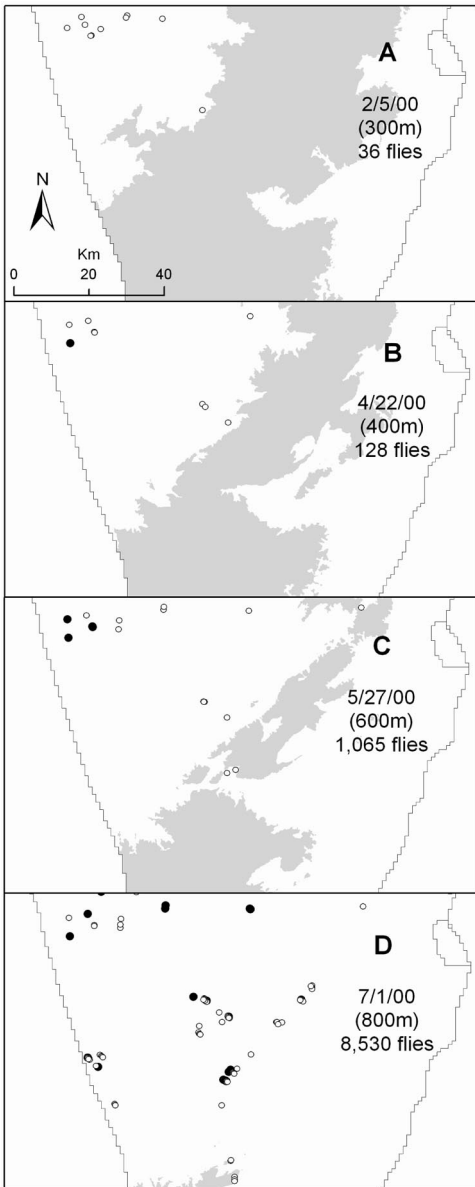 A
2/5/00
(300m)
36 flies
N
Km
0 20 40
B
4/22/00
(400m)
128 flies
C
5/27/00
(600m)
1,065 flies
D
7/1/00
(800m)
8,530 flies